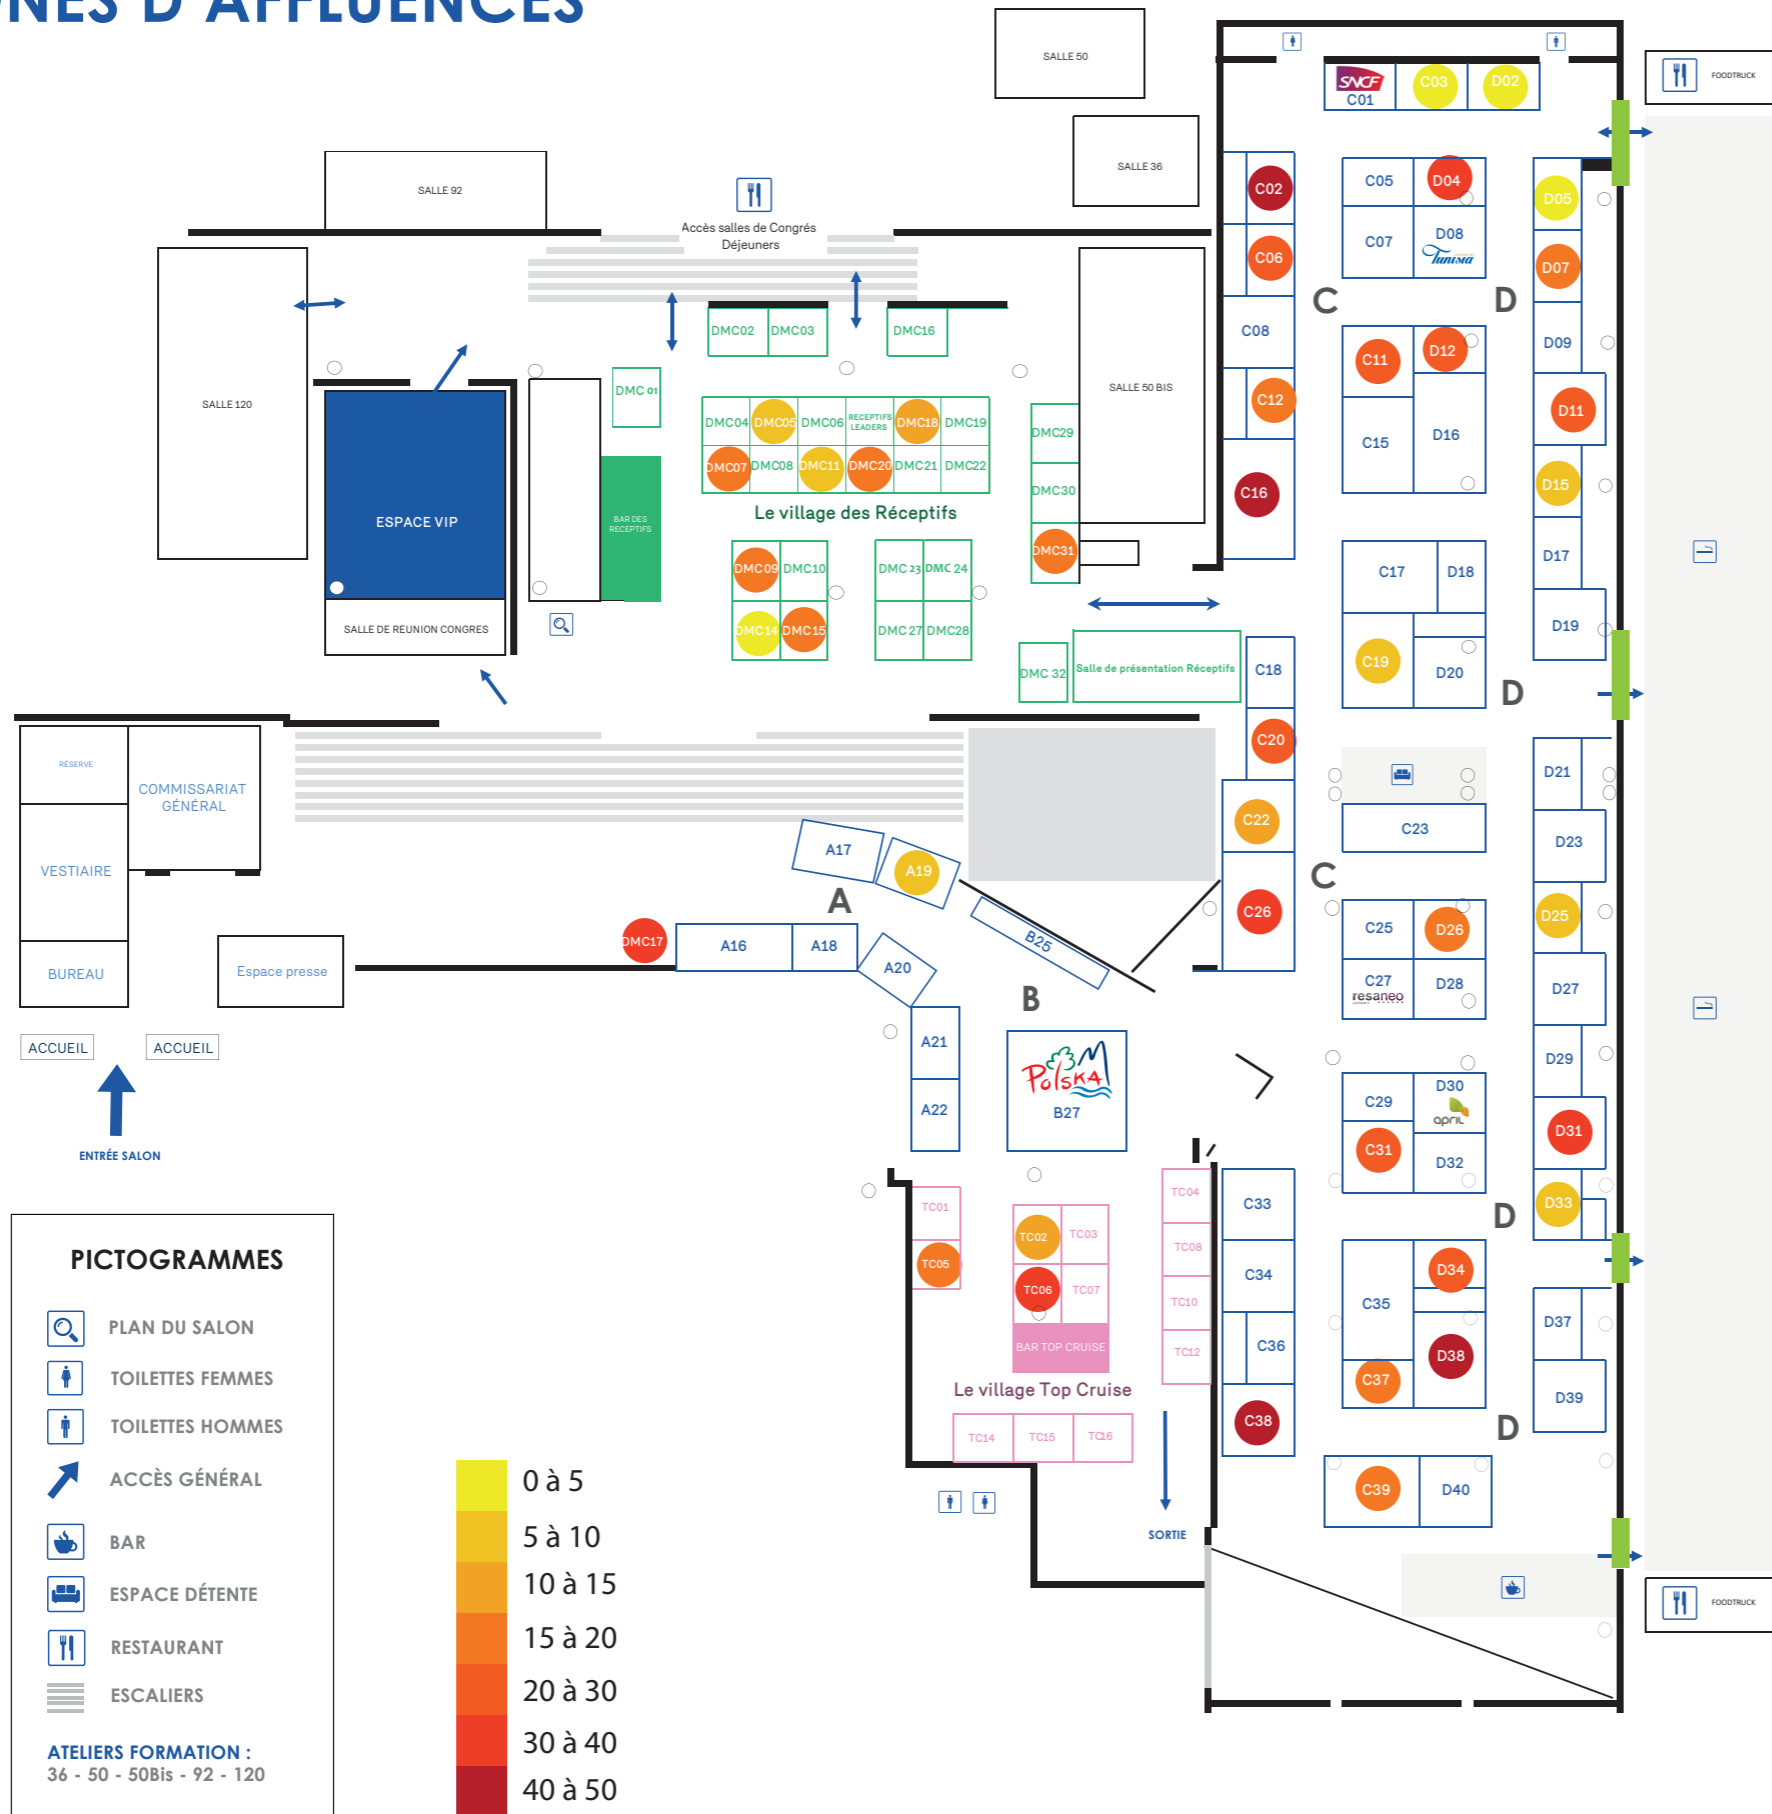 ONES D'AFFLUENCES
SALLE 50
SALLE 36
SALLE 92
Accès salles de Congrés
Déjeuners
SALLE 120
SALLE 50 BIS
ESPACE VIP
SALLE DE REUNION CONGRES
DMC02
DMC03
DMC16
DMC 01
BAR DES
RECEPTIFS
DMC04
DMC05
DMC06
RECEPTIFS
LEADERS
DMC18
DMC19
DMC07
DMC08
DMC11
DMC20
DMC21
DMC22
Le village des Réceptifs
DMC29
DMC30
DMC31
DMC09
DMC10
DMC 23
DMC 24
DMC14
DMC15
DMC 27
DMC28
DMC 32
Salle de présentation Réceptifs
SNCF
C01
C03
D02
FOODTRUCK
C02
C05
D04
D05
C06
C07
D08
Tunisia
D07
C
D
C08
D09
C11
D12
C12
D11
C15
D16
C16
D15
C17
D18
D17
D19
C18
C19
D20
D
C20
D21
C22
C23
D23
C
C26
C25
D26
D25
C27
resaneo
D28
D27
D29
C29
D30
april
C31
D32
D31
D33
D
C33
C34
C35
D34
C36
D37
C37
D38
D39
C38
D
C39
D40
FOODTRUCK
RÉSERVE
COMMISSARIAT
GÉNÉRAL
VESTIAIRE
BUREAU
Espace presse
ACCUEIL
ACCUEIL
ENTRÉE SALON
A17
A19
A
DMC17
A16
A18
A20
B25
B
A21
A22
POLSKA
B27
TC01
TC05
TC02
TC03
TC06
TC07
BAR TOP CRUISE
TC04
TC08
TC10
TC12
Le village Top Cruise
TC14
TC15
TC16
SORTIE
PICTOGRAMMES
PLAN DU SALON
TOILETTES FEMMES
TOILETTES HOMMES
ACCÈS GÉNÉRAL
BAR
ESPACE DÉTENTE
RESTAURANT
ESCALIERS
ATELIERS FORMATION :
36 - 50 - 50Bis - 92 - 120
0 à 5
5 à 10
10 à 15
15 à 20
20 à 30
30 à 40
40 à 50